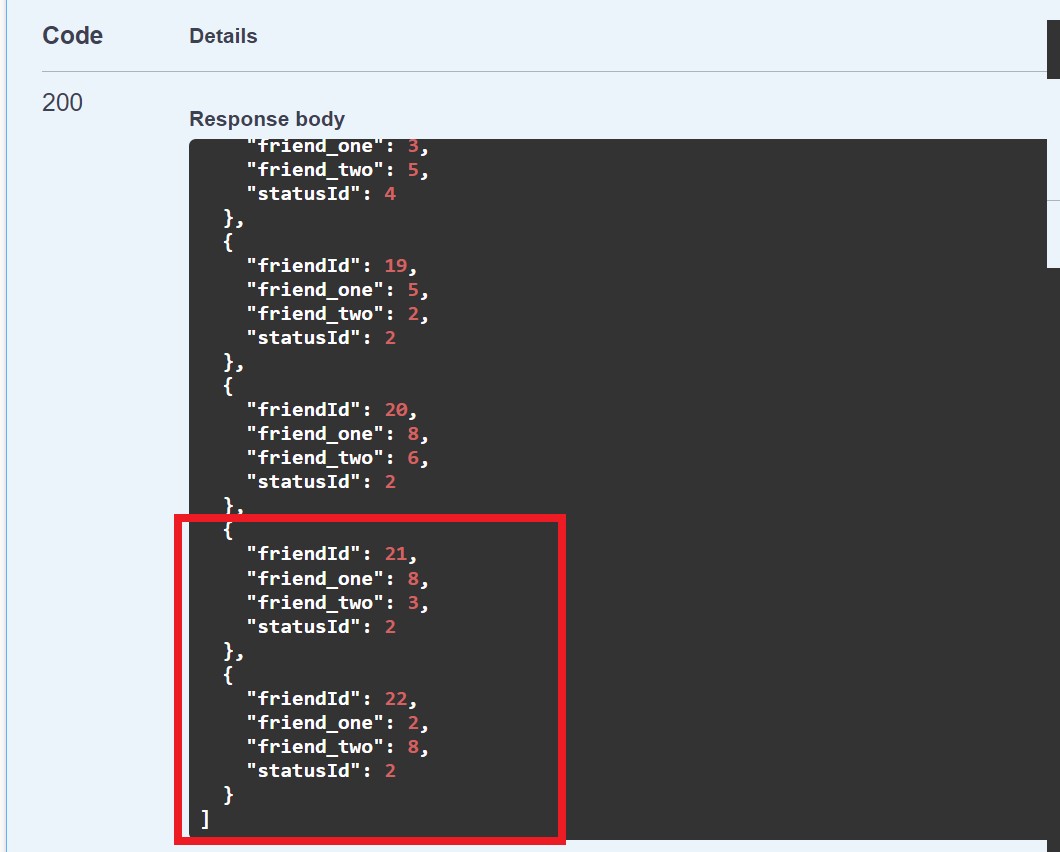 Code Details
200
Response body
"friend_one": 3,
"friend_two": 5,
"statusId": 4
},
{
"friendId": 19,
"friend_one": 5,
"friend_two": 2,
"statusId": 2
},
{
"friendId": 20,
"friend_one": 8,
"friend_two": 6,
"statusId": 2
},
{
"friendId": 21,
"friend_one": 8,
"friend_two": 3,
"statusId": 2
},
{
"friendId": 22,
"friend_one": 2,
"friend_two": 8,
"statusId": 2
}
]